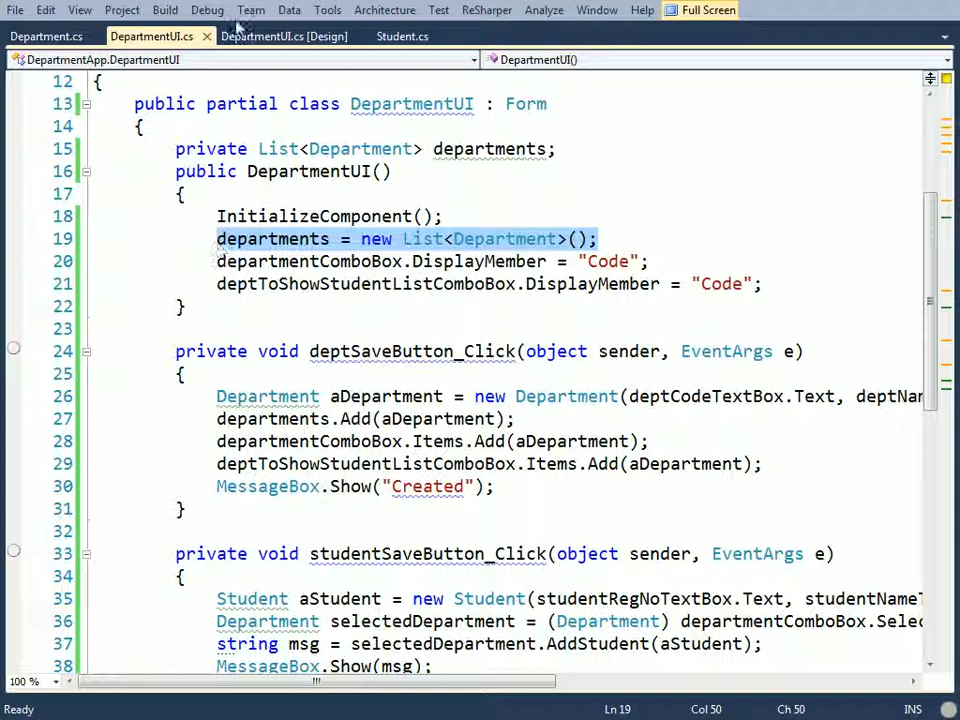 File Edit View Project Build Debug Team Data Tools Architecture Test ReSharper Analyze Window Help Full Screen
Department.cs DepartmentUI.cs DepartmentUI.cs [Design] Student.cs
DepartmentApp.DepartmentUI DepartmentUI()
12 {
13 public partial class DepartmentUI : Form
14 {
15 private List<Department> departments;
16 public DepartmentUI()
17 {
18 InitializeComponent();
19 departments = new List<Department>();
20 departmentComboBox.DisplayMember = "Code";
21 deptToShowStudentListComboBox.DisplayMember = "Code";
22 }
23
24 private void deptSaveButton_Click(object sender, EventArgs e)
25 {
26 Department aDepartment = new Department(deptCodeTextBox.Text, deptNam
27 departments.Add(aDepartment);
28 departmentComboBox.Items.Add(aDepartment);
29 deptToShowStudentListComboBox.Items.Add(aDepartment);
30 MessageBox.Show("Created");
31 }
32
33 private void studentSaveButton_Click(object sender, EventArgs e)
34 {
35 Student aStudent = new Student(studentRegNoTextBox.Text, studentNameT
36 Department selectedDepartment = (Department) departmentComboBox.Selec
37 string msg = selectedDepartment.AddStudent(aStudent);
38 MessageBox.Show(msg);
100 %
Ready Ln 19 Col 50 Ch 50 INS